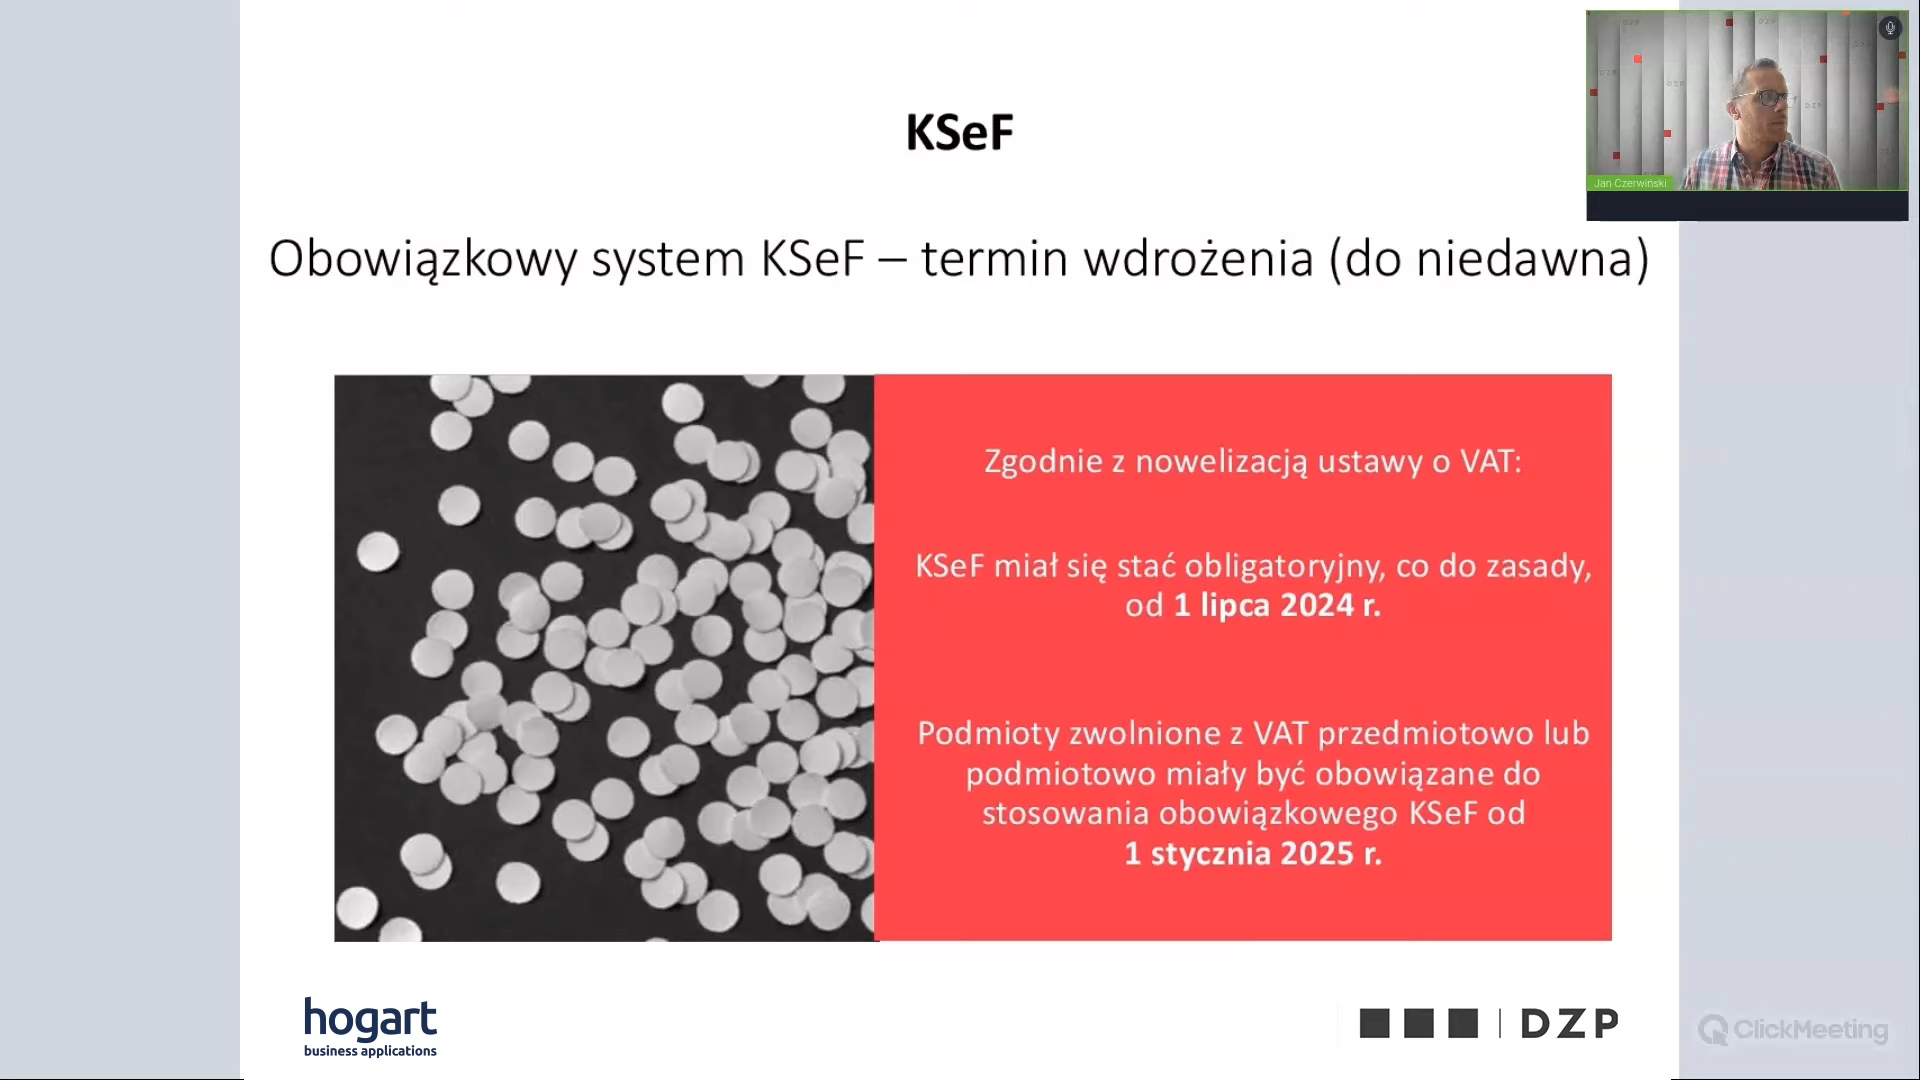 KSeF
Jan Czerwiński
Obowiązkowy system KSeF – termin wdrożenia (do niedawna)
Zgodnie z nowelizacją ustawy o VAT:
KSeF miał się stać obligatoryjny, co do zasady,
od 1 lipca 2024 r.
Podmioty zwolnione z VAT przedmiotowo lub
podmiotowo miały być obowiązane do
stosowania obowiązkowego KSeF od
1 stycznia 2025 r.
hogart
business applications
DZP
ClickMeeting